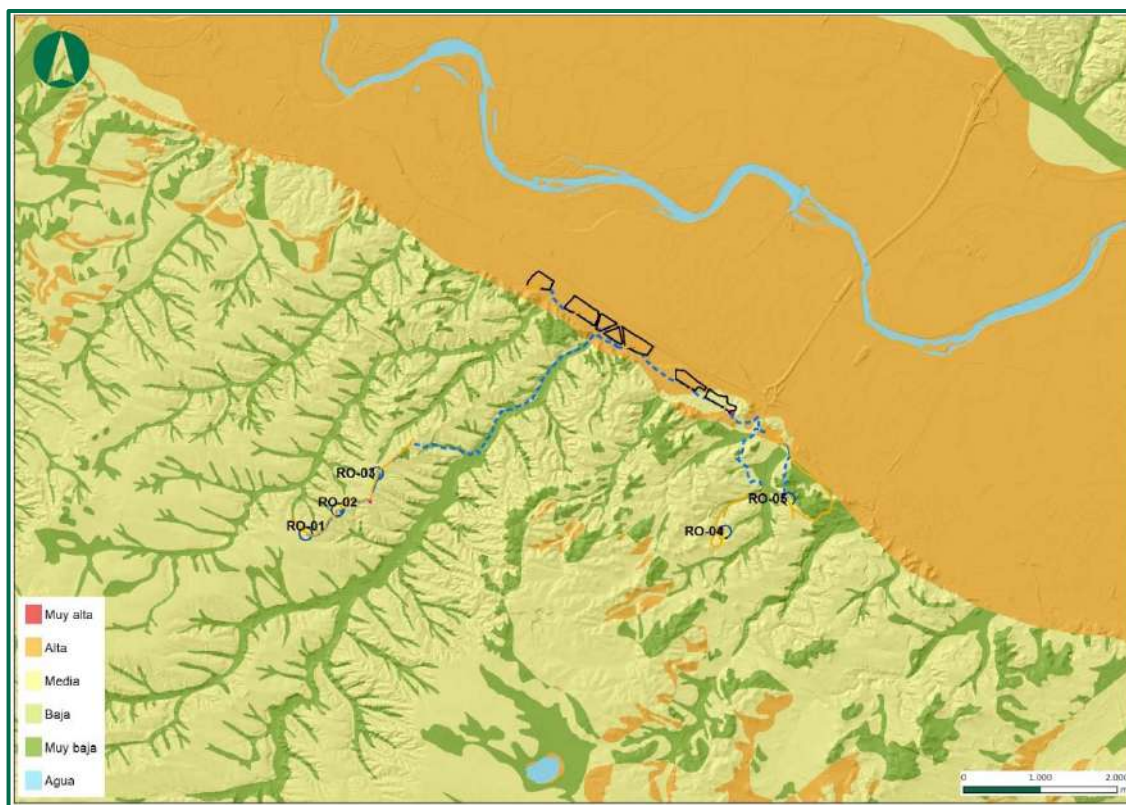 RO-03
RO-02
RO-01
RO-05
RO-04
Muy alta
Alta
Media
Baja
Muy baja
Agua
0 1.000 2.000
m